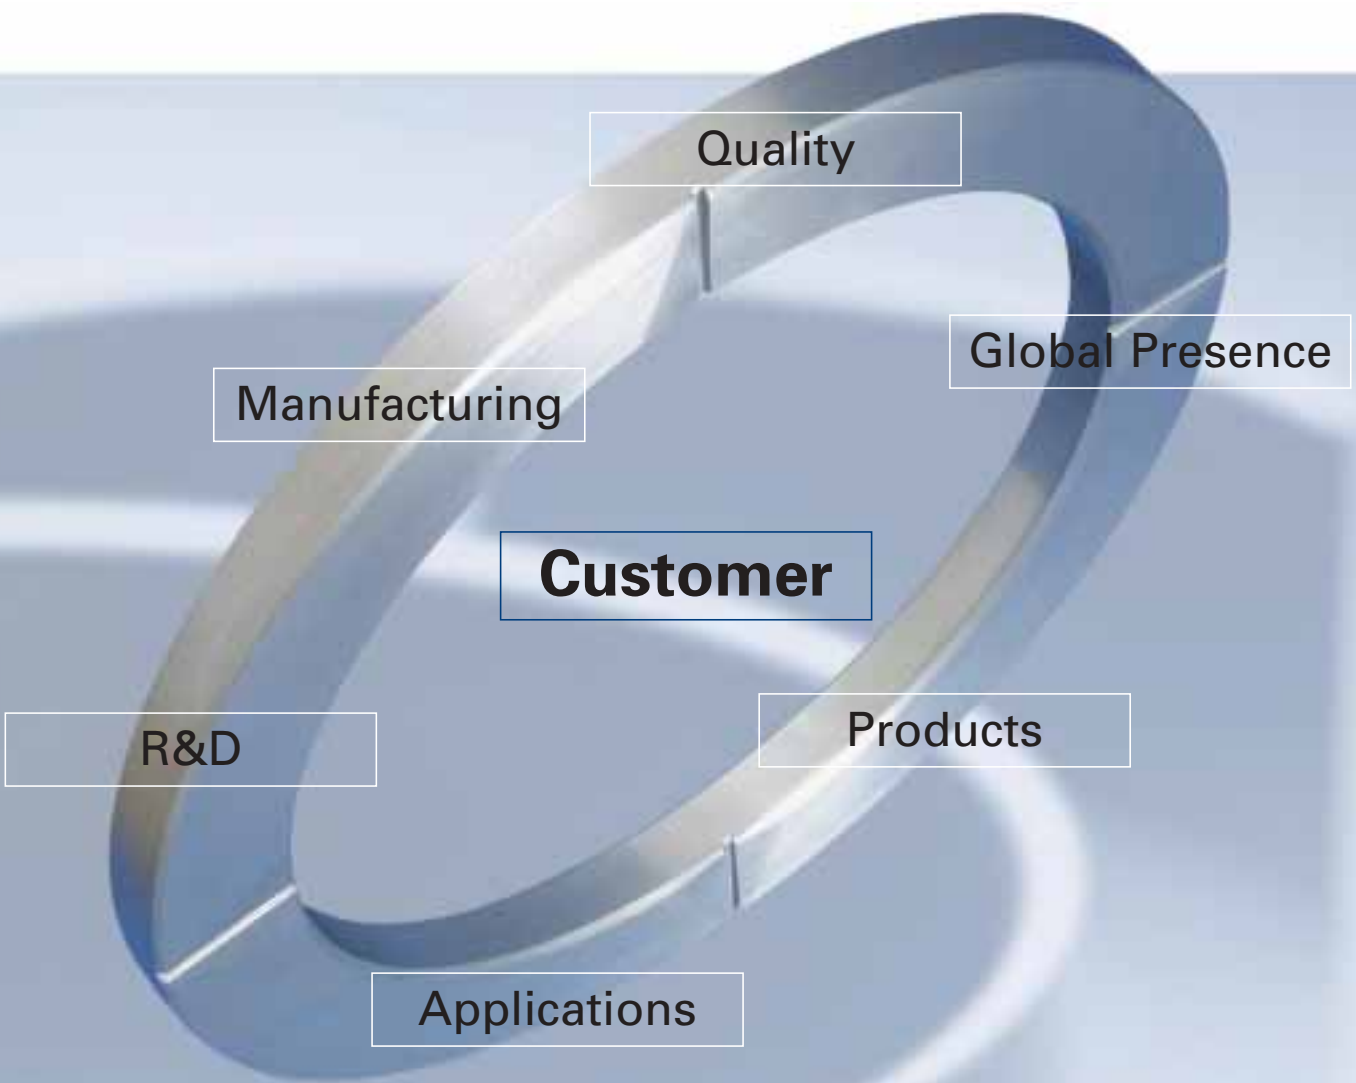 Quality
Global Presence
Manufacturing
Customer
Products
R&D
Applications